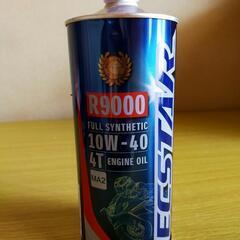 R9000
FULL SYNTHETIC
10W-40
4T ENGINE OIL
MA2
ECSTAR